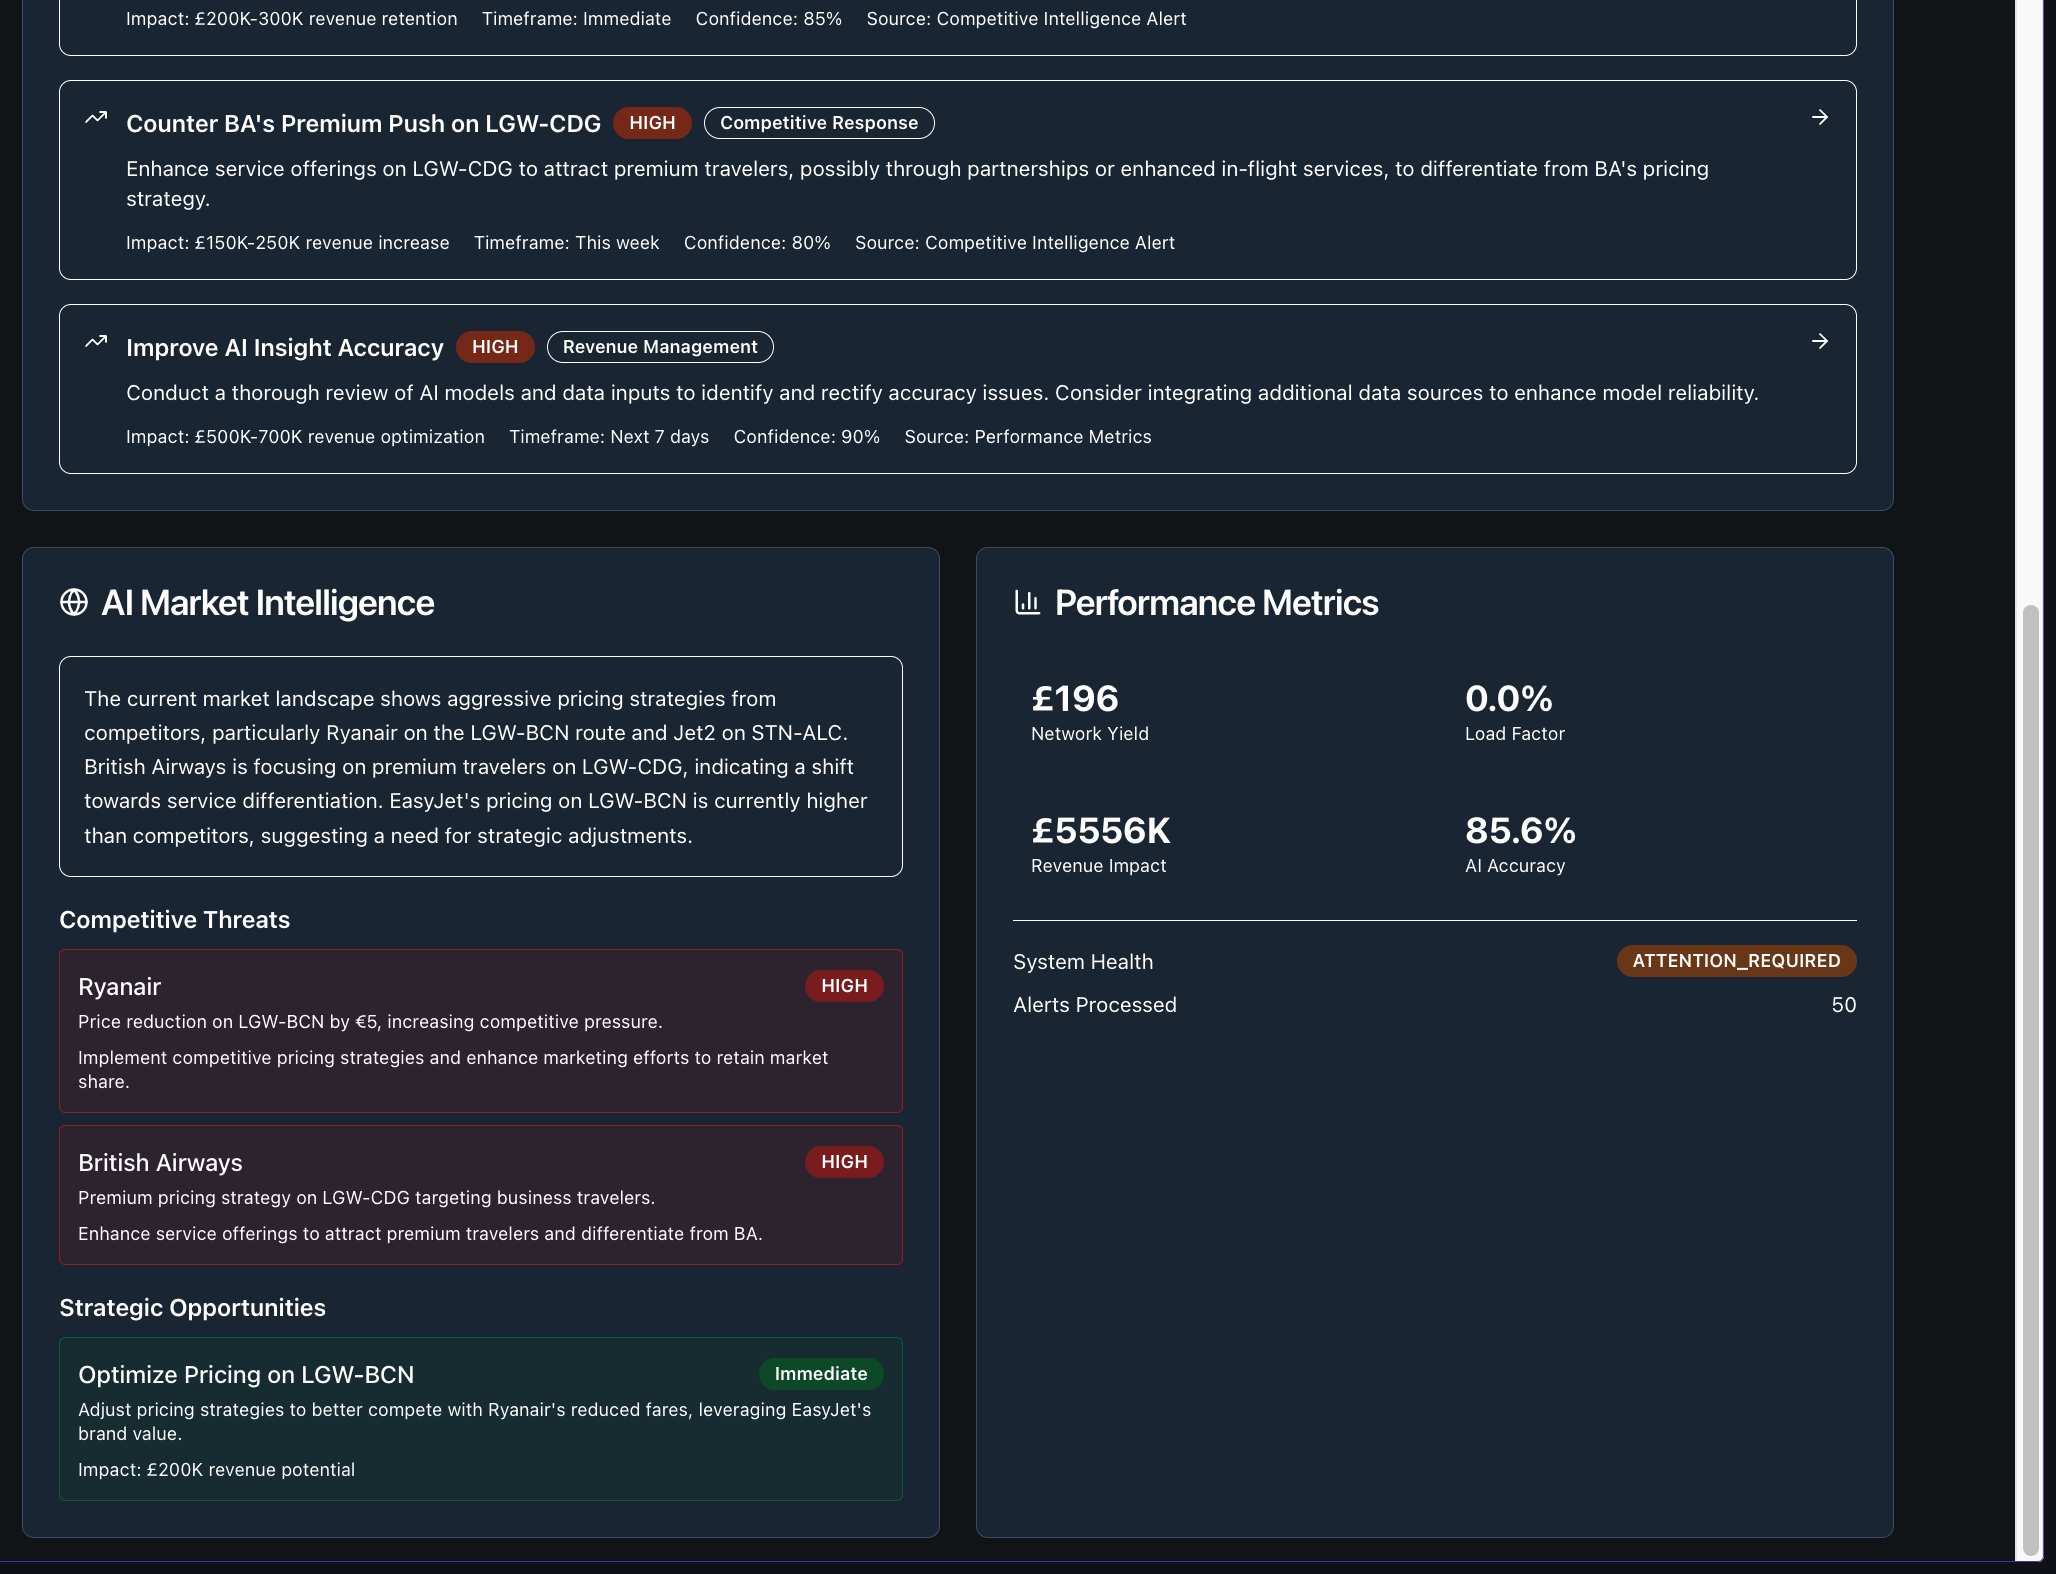 Impact: £200K-300K revenue retention Timeframe: Immediate Confidence: 85% Source: Competitive Intelligence Alert
Counter BA's Premium Push on LGW-CDG HIGH Competitive Response
Enhance service offerings on LGW-CDG to attract premium travelers, possibly through partnerships or enhanced in-flight services, to differentiate from BA's pricing
strategy.
Impact: £150K-250K revenue increase Timeframe: This week Confidence: 80% Source: Competitive Intelligence Alert
Improve AI Insight Accuracy HIGH Revenue Management
Conduct a thorough review of AI models and data inputs to identify and rectify accuracy issues. Consider integrating additional data sources to enhance model reliability.
Impact: £500K-700K revenue optimization Timeframe: Next 7 days Confidence: 90% Source: Performance Metrics
AI Market Intelligence
The current market landscape shows aggressive pricing strategies from
competitors, particularly Ryanair on the LGW-BCN route and Jet2 on STN-ALC.
British Airways is focusing on premium travelers on LGW-CDG, indicating a shift
towards service differentiation. EasyJet's pricing on LGW-BCN is currently higher
than competitors, suggesting a need for strategic adjustments.
Competitive Threats
Ryanair HIGH
Price reduction on LGW-BCN by €5, increasing competitive pressure.
Implement competitive pricing strategies and enhance marketing efforts to retain market
share.
British Airways HIGH
Premium pricing strategy on LGW-CDG targeting business travelers.
Enhance service offerings to attract premium travelers and differentiate from BA.
Strategic Opportunities
Optimize Pricing on LGW-BCN Immediate
Adjust pricing strategies to better compete with Ryanair's reduced fares, leveraging EasyJet's
brand value.
Impact: £200K revenue potential
Performance Metrics
£196 0.0%
Network Yield Load Factor
£5556K 85.6%
Revenue Impact AI Accuracy
System Health ATTENTION_REQUIRED
Alerts Processed 50